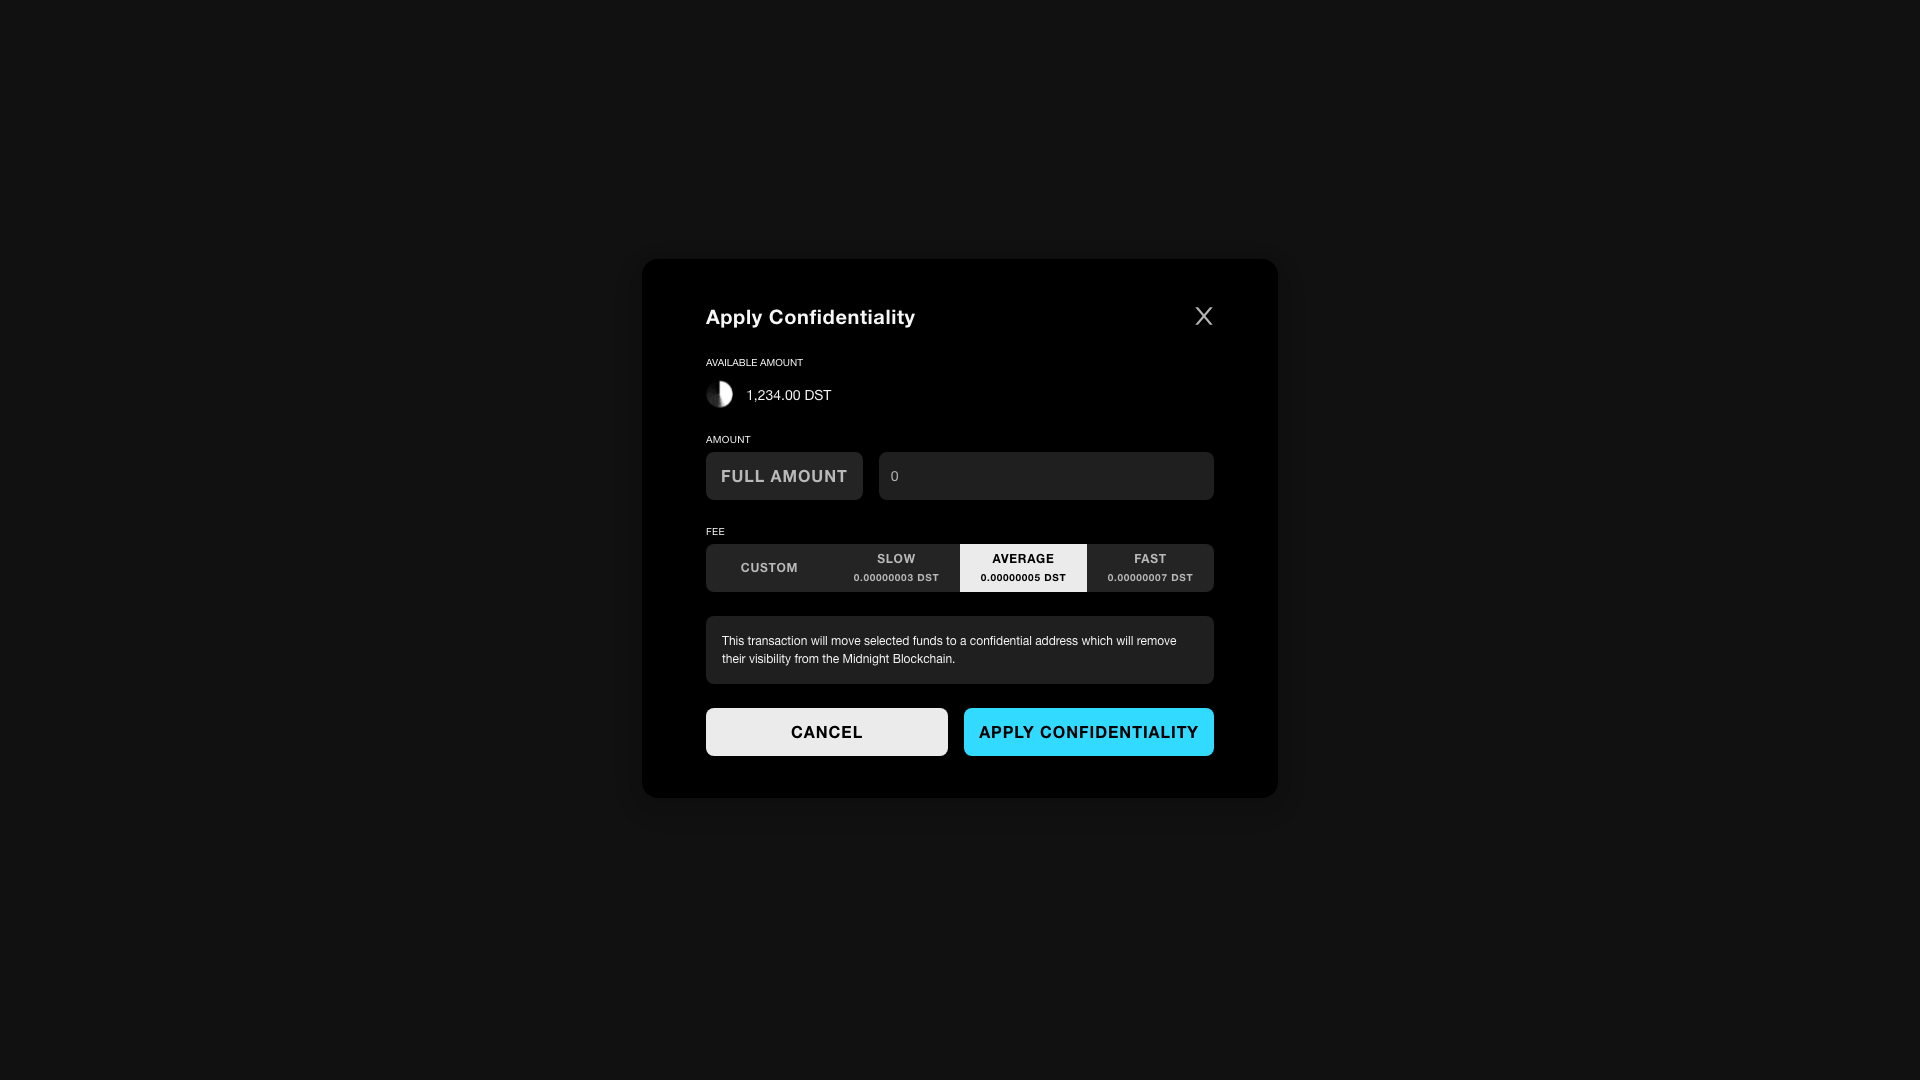 Apply Confidentiality
X
AVAILABLE AMOUNT
1,234.00 DST
AMOUNT
FULL AMOUNT
0
FEE
CUSTOM
SLOW
0.00000003 DST
AVERAGE
0.00000005 DST
FAST
0.00000007 DST
This transaction will move selected funds to a confidential address which will remove
their visibility from the Midnight Blockchain.
CANCEL
APPLY CONFIDENTIALITY